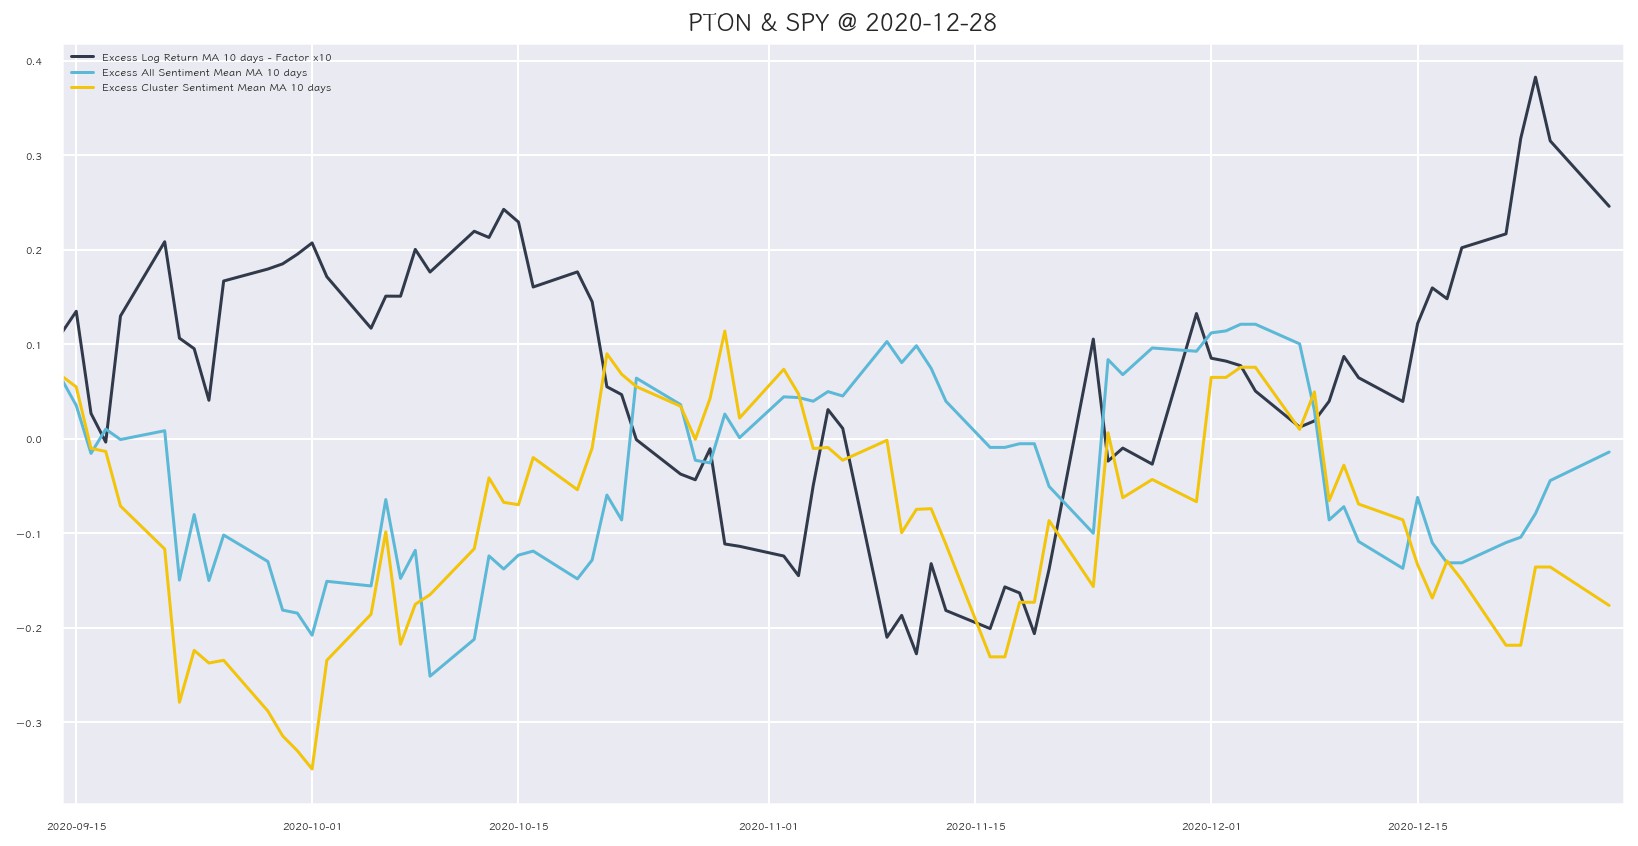 PTON & SPY @ 2020-12-28
Excess Log Return MA 10 days - Factor x10
Excess All Sentiment Mean MA 10 days
Excess Cluster Sentiment Mean MA 10 days
0.4
0.3
0.2
0.1
0.0
−0.1
−0.2
−0.3
2020-09-15 2020-10-01 2020-10-15 2020-11-01 2020-11-15 2020-12-01 2020-12-15